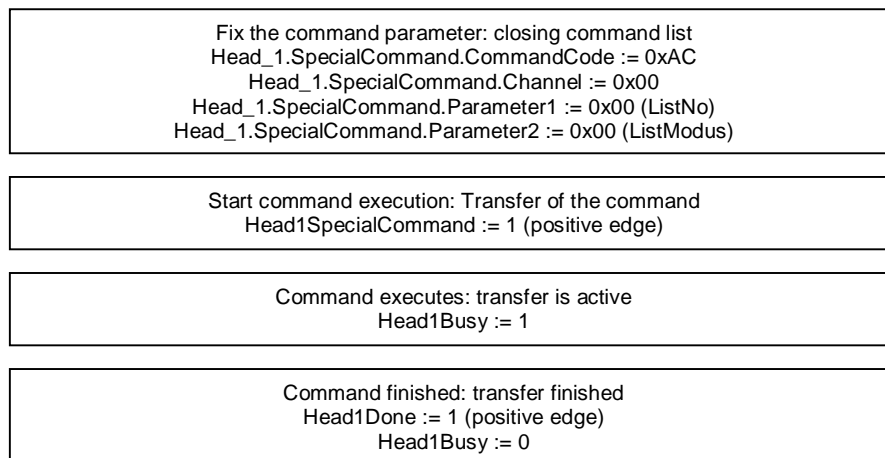 Fix the command parameter: closing command list
Head_1.SpecialCommand.CommandCode := 0xAC
Head_1.SpecialCommand.Channel := 0x00
Head_1.SpecialCommand.Parameter1 := 0x00 (ListNo)
Head_1.SpecialCommand.Parameter2 := 0x00 (ListModus)
Start command execution: Transfer of the command
Head1SpecialCommand := 1 (positive edge)
Command executes: transfer is active
Head1Busy := 1
Command finished: transfer finished
Head1Done := 1 (positive edge)
Head1Busy := 0